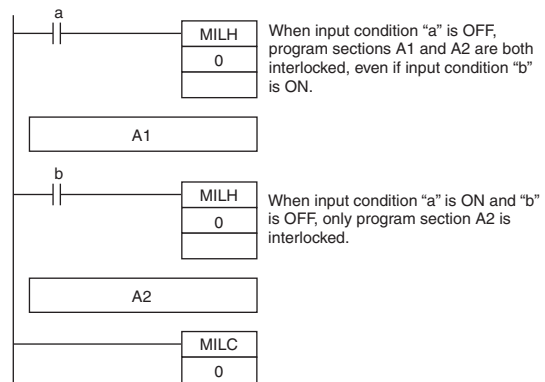 a
MILH
0
When input condition “a” is OFF,
program sections A1 and A2 are both
interlocked, even if input condition “b”
is ON.
A1
b
MILH
0
When input condition “a” is ON and “b”
is OFF, only program section A2 is
interlocked.
A2
MILC
0